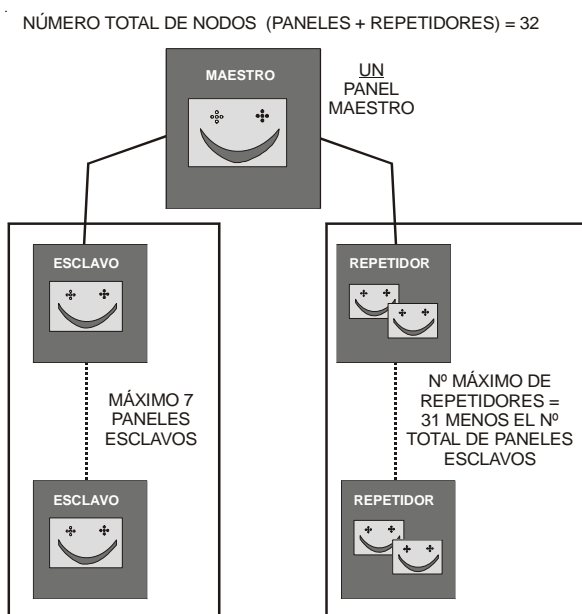 NÚMERO TOTAL DE NODOS (PANELES + REPETIDORES) = 32
MAESTRO
UN
PANEL
MAESTRO
ESCLAVO
REPETIDOR
MÁXIMO 7
PANELES
ESCLAVOS
Nº MÁXIMO DE
REPETIDORES =
31 MENOS EL Nº
TOTAL DE PANELES
ESCLAVOS
ESCLAVO
REPETIDOR